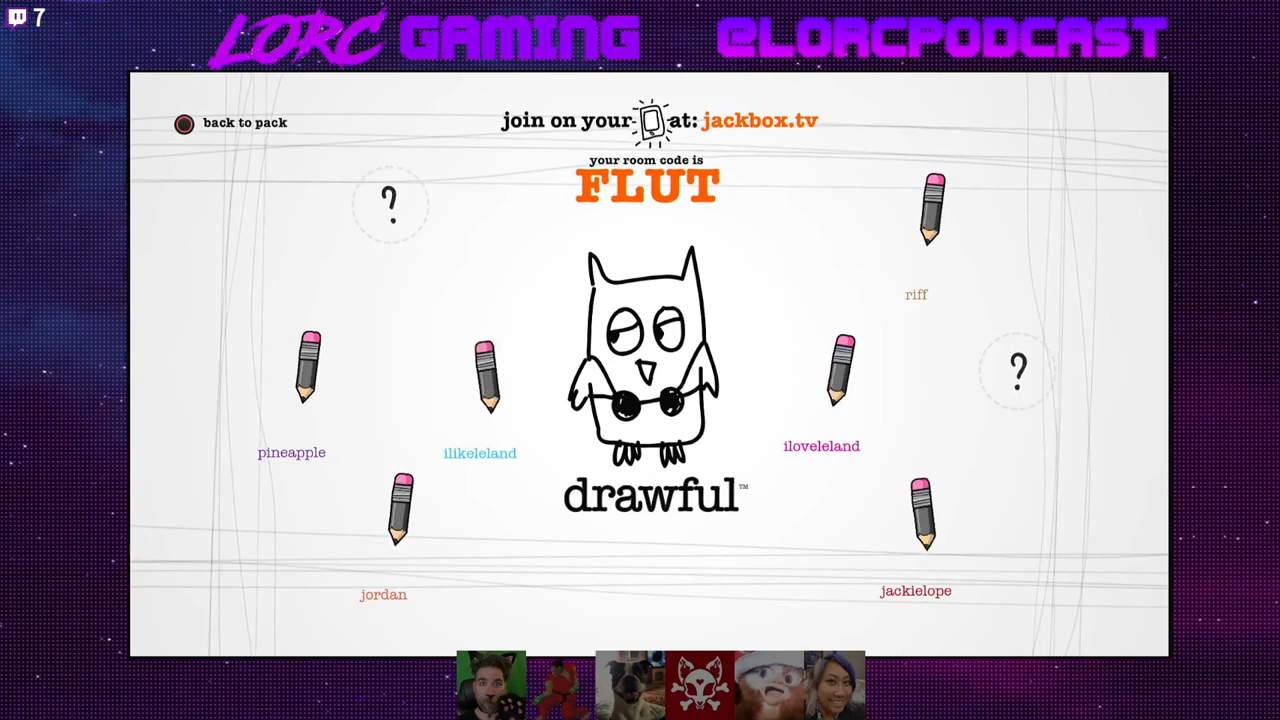 7
LORC GAMING
@LORCPODCAST
back to pack
join on your at: jackbox.tv
your room code is
FLUT
?
riff
?
pineapple
ilikeleland
iloveleland
drawful™
jordan
jackielope